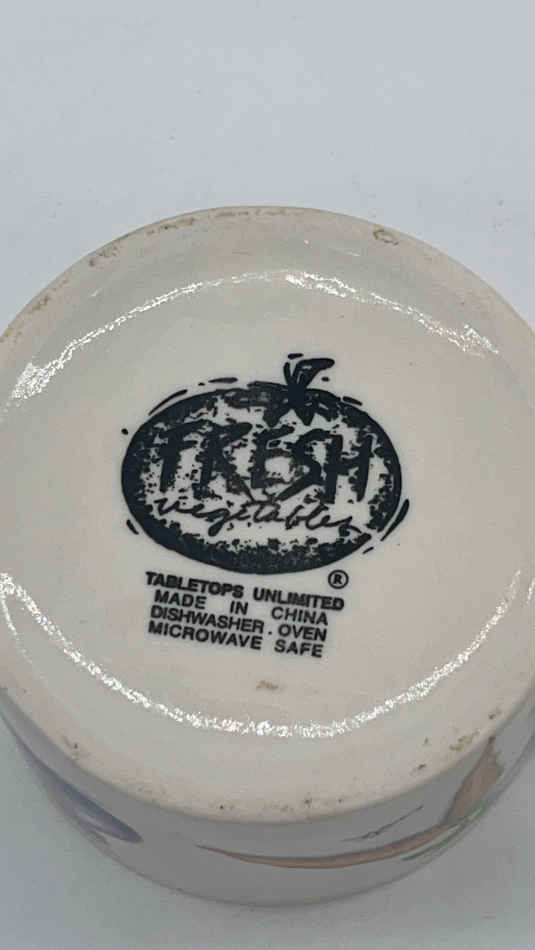 FRESH
vegetables
®
TABLETOPS UNLIMITED
MADE IN CHINA
DISHWASHER . OVEN
MICROWAVE SAFE